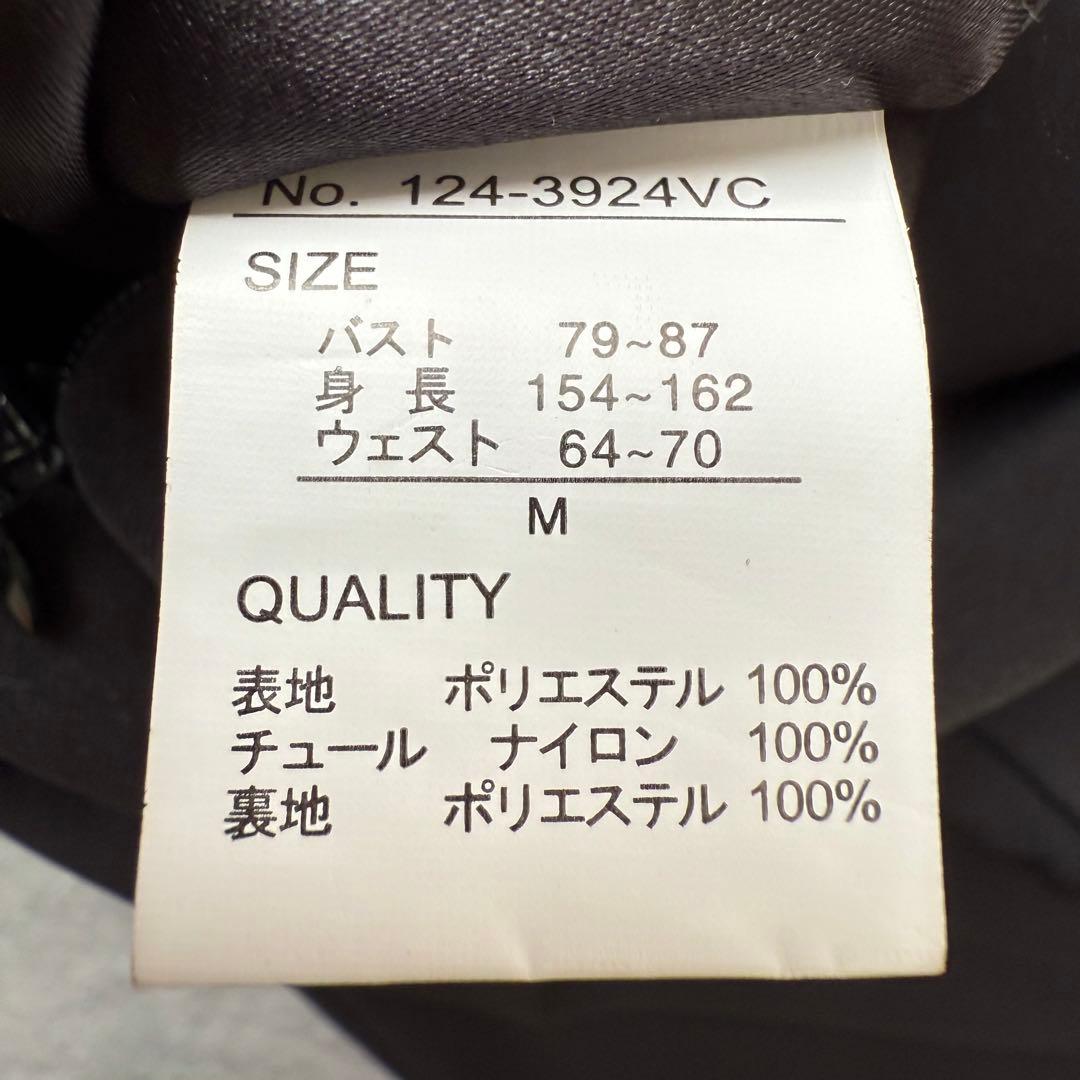 No. 124-3924VC
SIZE
バスト 79~87
身 長 154~162
ウェスト 64~70
M
QUALITY
表地 ポリエステル 100%
チュール ナイロン 100%
裏地 ポリエステル 100%